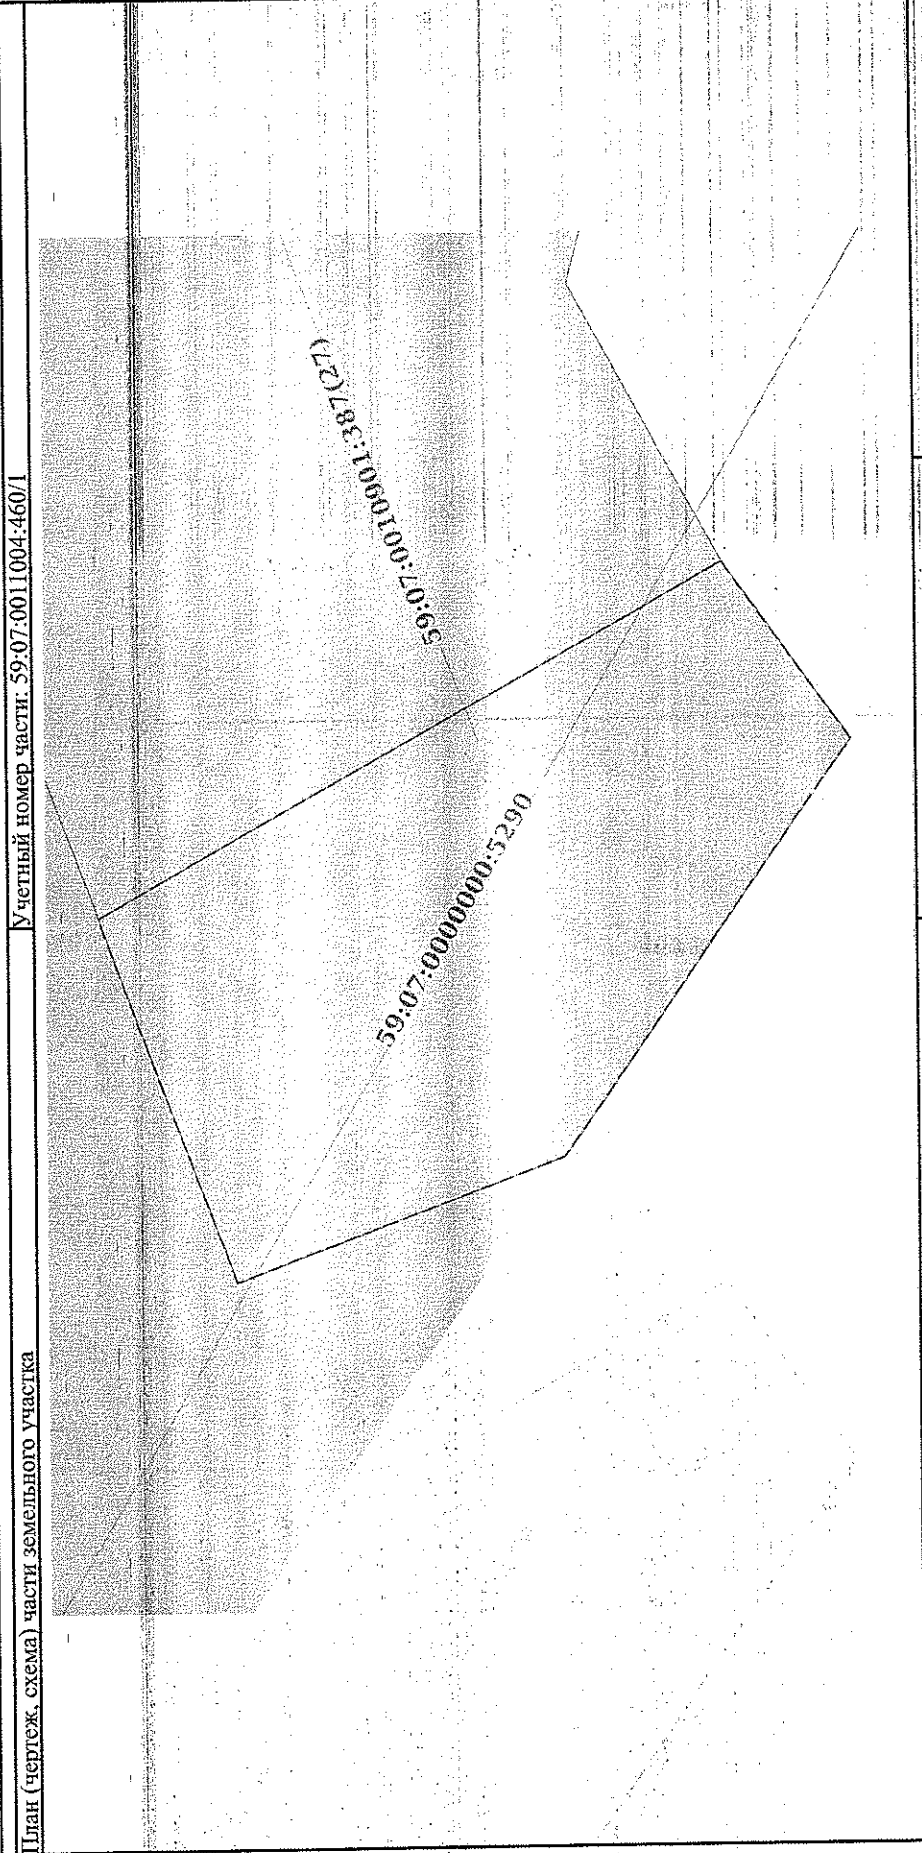 План (чертеж, схема) части земельного участка
Учетный номер части: 59:07:0011004:460/1
59:07:0010901:387(27)
59:07:0000000:5290